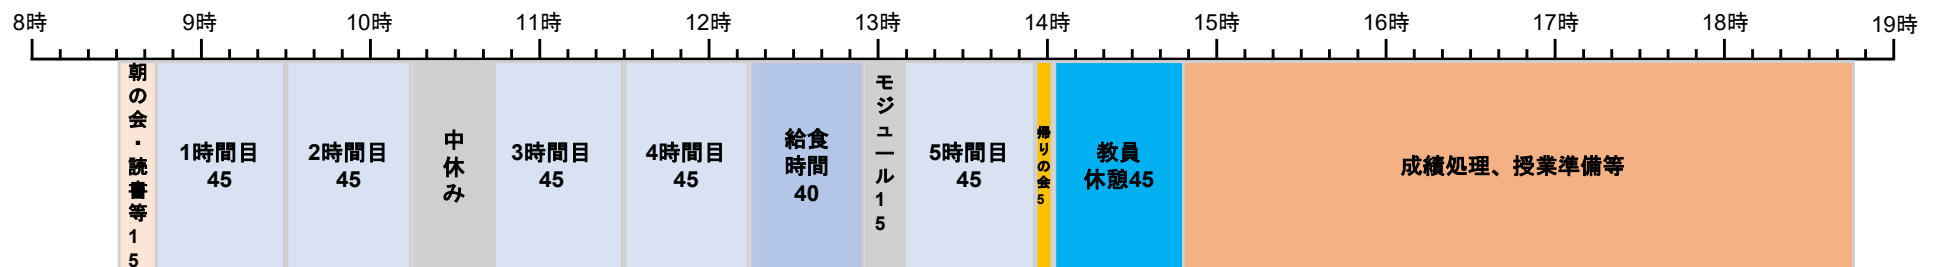 8時 9時 10時 11時 12時 13時 14時 15時 16時 17時 18時 19時
朝の会・読書等15
1時間目
45
2時間目
45
中休み
3時間目
45
4時間目
45
給食
時間
40
モジュール15
5時間目
45
帰りの会5
教員
休憩45
成績処理、授業準備等